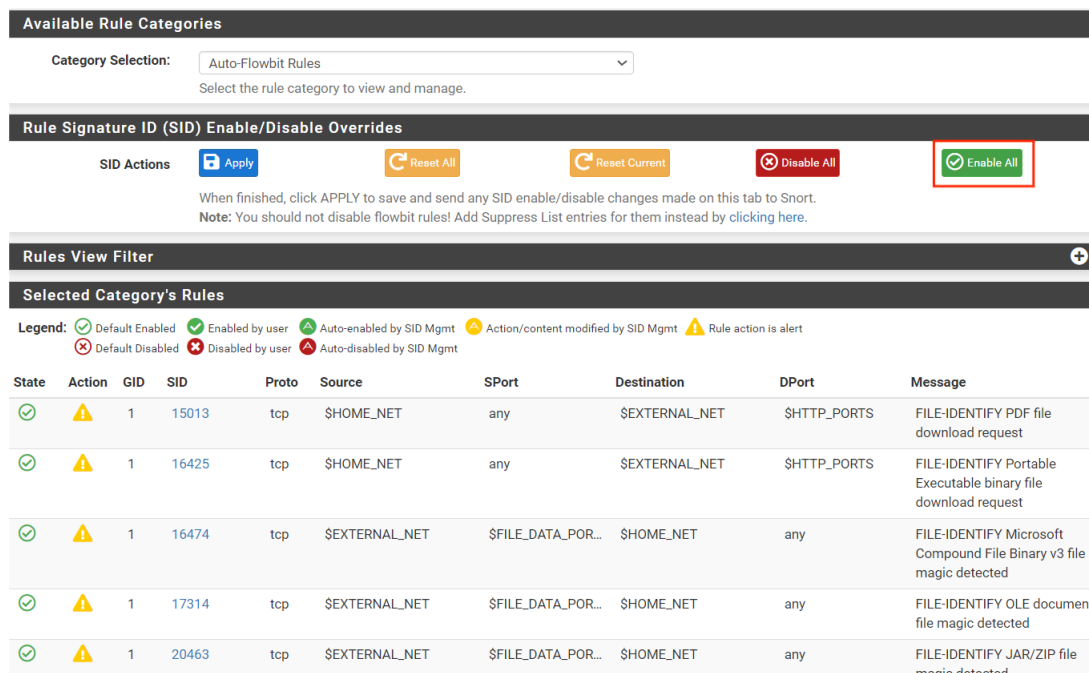 Available Rule Categories
Category Selection: Auto-Flowbit Rules
Select the rule category to view and manage.
Rule Signature ID (SID) Enable/Disable Overrides
SID Actions Apply Reset All Reset Current Disable All Enable All
When finished, click APPLY to save and send any SID enable/disable changes made on this tab to Snort.
Note: You should not disable flowbit rules! Add Suppress List entries for them instead by clicking here.
Rules View Filter
Selected Category's Rules
Legend: Default Enabled Enabled by user Auto-enabled by SID Mgmt Action/content modified by SID Mgmt Rule action is alert
Default Disabled Disabled by user Auto-disabled by SID Mgmt
State Action GID SID Proto Source SPort Destination DPort Message
1 15013 tcp $HOME_NET any $EXTERNAL_NET $HTTP_PORTS FILE-IDENTIFY PDF file
download request
1 16425 tcp $HOME_NET any $EXTERNAL_NET $HTTP_PORTS FILE-IDENTIFY Portable
Executable binary file
download request
1 16474 tcp $EXTERNAL_NET $FILE_DATA_POR... $HOME_NET any FILE-IDENTIFY Microsoft
Compound File Binary v3 file
magic detected
1 17314 tcp $EXTERNAL_NET $FILE_DATA_POR... $HOME_NET any FILE-IDENTIFY OLE documen
file magic detected
1 20463 tcp $EXTERNAL_NET $FILE_DATA_POR... $HOME_NET any FILE-IDENTIFY JAR/ZIP file
magic detected